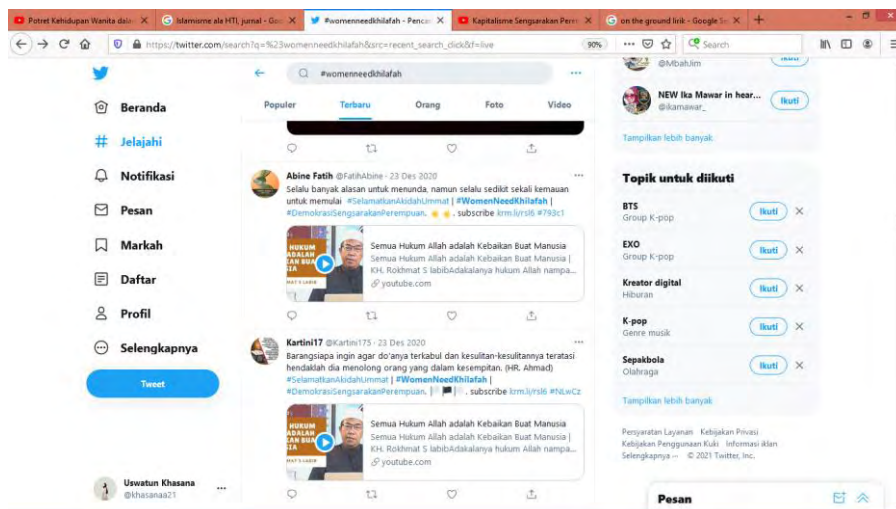 Potret Kehidupan Wanita dala
Islamisme ale HTI, jurnal - Goo
#womenneedkhilafah - Pencar
Kapitalisme Sengsarakan Pere
on the ground lirik - Google Se
https://twitter.com/search?q=%23womenneedkhilafah&src=recent_search_click&f=live
90%
Search
#womenneedkhilafah
Populer
Terbaru
Orang
Foto
Video
Beranda
Jelajahi
Notifikasi
Pesan
Markah
Daftar
Profil
Selengkapnya
Tweet
Uswatun Khasana
@khasanaa21
Abine Fatih @FatihAbine · 23 Des 2020
Selalu banyak alasan untuk menunda, namun selalu sedikit sekali kemauan
untuk memulai #SelamatkanAkidahUmmat | #WomenNeedKhilafah |
#DemokrasiSengsarakanPerempuan. . subscribe krm.li/rsl6 #793c1
HUKUM
ADALAH
Semua Hukum Allah adalah Kebaikan Buat Manusia
Semua Hukum Allah adalah Kebaikan Buat Manusia |
KH. Rokhmat S labibAdakalanya hukum Allah nampa...
youtube.com
Kartini17 @Kartini175 · 23 Des 2020
Barangsiapa ingin agar do'anya terkabul dan kesulitan-kesulitannya teratasi
hendaklah dia menolong orang yang dalam kesempitan. (HR. Ahmad)
#SelamatkanAkidahUmmat | #WomenNeedKhilafah |
#DemokrasiSengsarakanPerempuan. . subscribe krm.li/rsl6 #NLwCz
HUKUM
ADALAH
Semua Hukum Allah adalah Kebaikan Buat Manusia
Semua Hukum Allah adalah Kebaikan Buat Manusia |
KH. Rokhmat S labibAdakalanya hukum Allah nampa...
youtube.com
@MbahJim
NEW Ika Mawar in hear...
@ikamawar_
Ikuti
Tampilkan lebih banyak
Topik untuk diikuti
BTS
Group K-pop
Ikuti
EXO
Group K-pop
Ikuti
Kreator digital
Hiburan
Ikuti
K-pop
Genre musik
Ikuti
Sepakbola
Olahraga
Ikuti
Tampilkan lebih banyak
Persyaratan Layanan Kebijakan Privasi
Kebijakan Penggunaan Kuki Informasi iklan
Selengkapnya ··· © 2021 Twitter, Inc.
Pesan